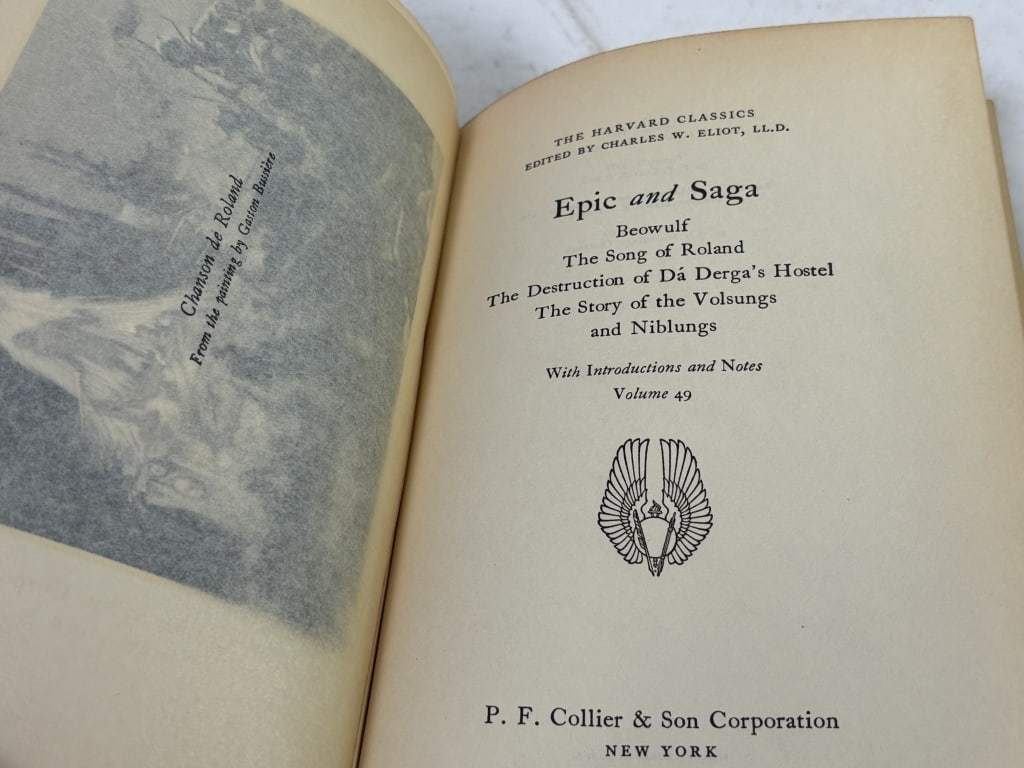 Chanson de Roland
From the painting by Gaston Bussière
THE HARVARD CLASSICS
EDITED BY CHARLES W. ELIOT, LL.D.
Epic and Saga
Beowulf
The Song of Roland
The Destruction of Dá Derga's Hostel
The Story of the Volsungs
and Niblungs
With Introductions and Notes
Volume 49
P. F. Collier & Son Corporation
NEW YORK